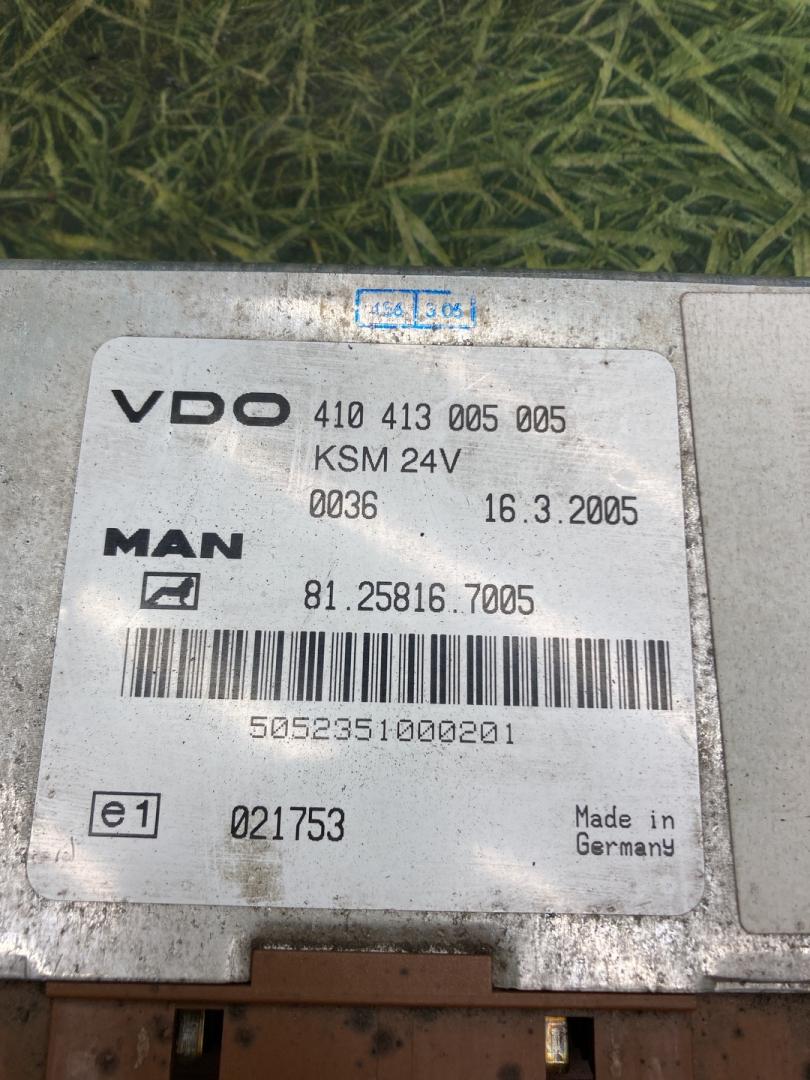 3.05
VDO 410 413 005 005
KSM 24V
0036 16.3.2005
MAN
81.25816.7005
5052351000201
e1 021753 Made in
Germany